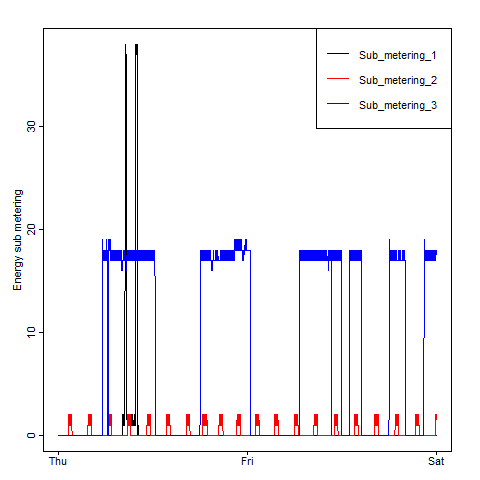 Sub_metering_1
Sub_metering_2
Sub_metering_3
Energy sub metering
30
20
10
0
Thu
Fri
Sat